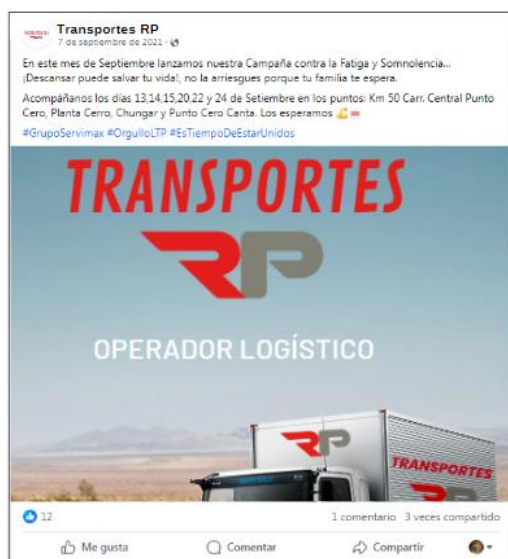 Transportes RP
7 de septiembre de 2021 ·
En este mes de Septiembre lanzamos nuestra Campaña contra la Fatiga y Somnolencia...
¡Descansar puede salvar tu vida!, no la arriesgues porque tu familia te espera.
Acompáñanos los días 13,14,15,20,22 y 24 de Setiembre en los puntos: Km 50 Carr. Central Punto
Cero, Planta Cerro, Chungar y Punto Cero Canta. Los esperamos
#GrupoServimax #OrgulloLTP #EsTiempoDeEstarUnidos
TRANSPORTES
RP
OPERADOR LOGÍSTICO
RP
TRANSPORTES
RP
12
1 comentario 3 veces compartido
Me gusta
Comentar
Compartir